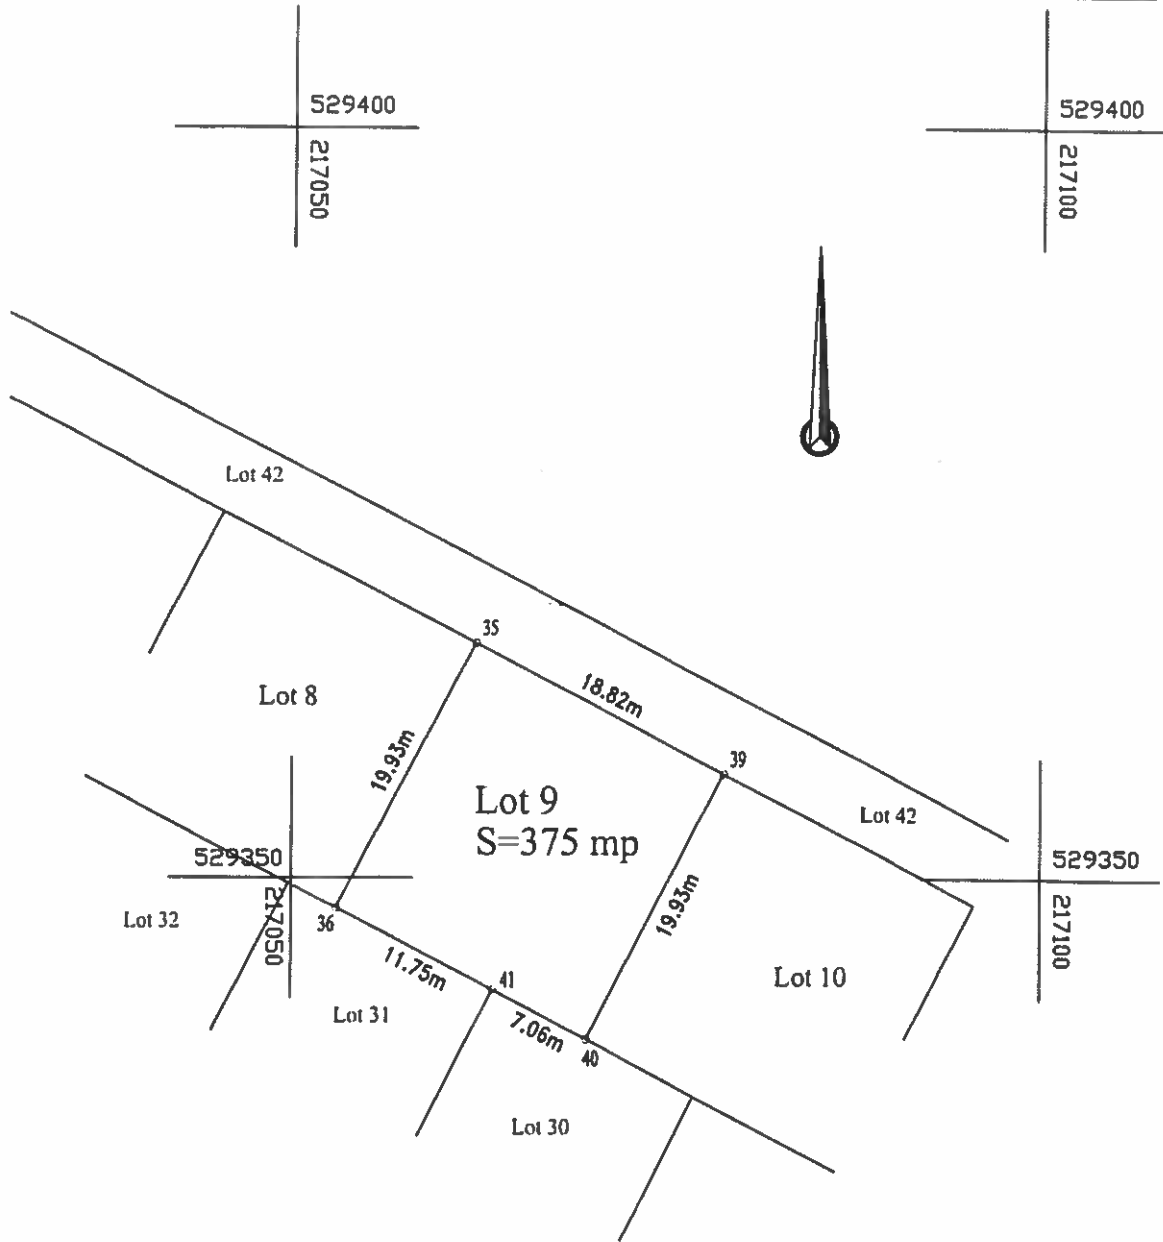 529400
217050
529400
217100
Lot 42
35
18.82m
Lot 8
19.93m
39
Lot 9
S=375 mp
Lot 42
529350
217050
529350
217100
19.93m
Lot 32
36
11.75m
41
Lot 10
Lot 31
7.06m
40
Lot 30